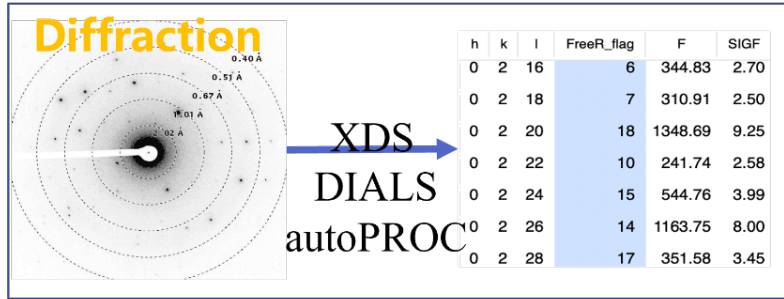 Diffraction
0.40 Å
0.51 Å
0.67 Å
1.01 Å
2.02 Å
XDS
DIALS
autoPROC
h k l FreeR_flag F SIGF
0 2 16 6 344.83 2.70
0 2 18 7 310.91 2.50
0 2 20 18 1348.69 9.25
0 2 22 10 241.74 2.58
0 2 24 15 544.76 3.99
0 2 26 14 1163.75 8.00
0 2 28 17 351.58 3.45